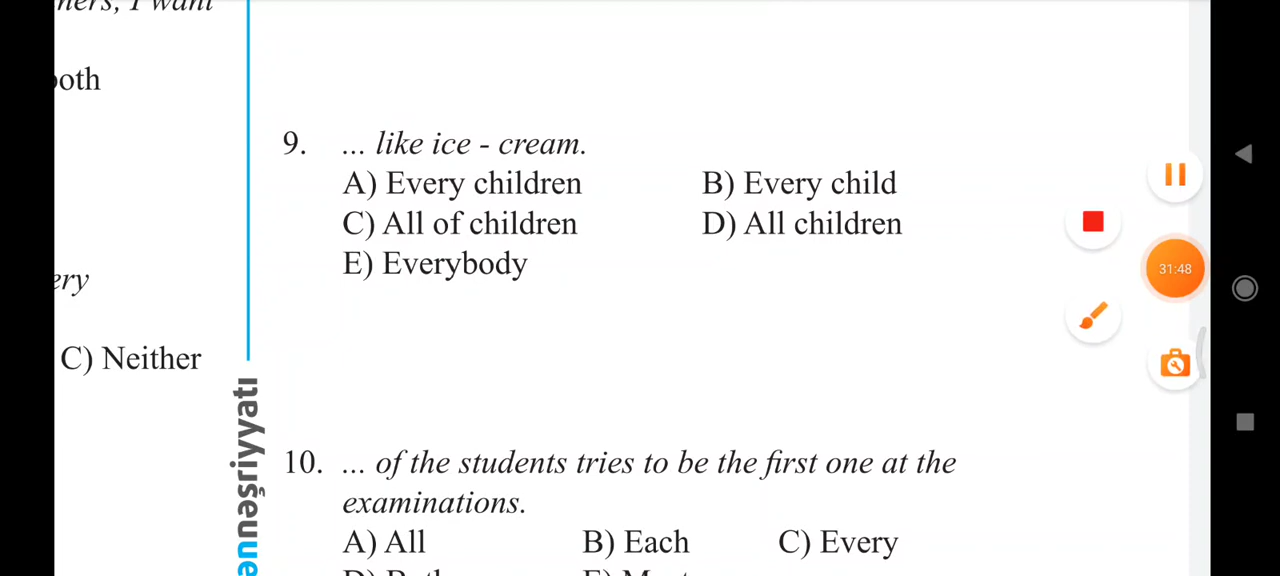 oth
ery
C) Neither
ənnəşriyyatı
9. ... like ice - cream.
A) Every children B) Every child
C) All of children D) All children
E) Everybody
10. ... of the students tries to be the first one at the
examinations.
A) All B) Each C) Every
31:48